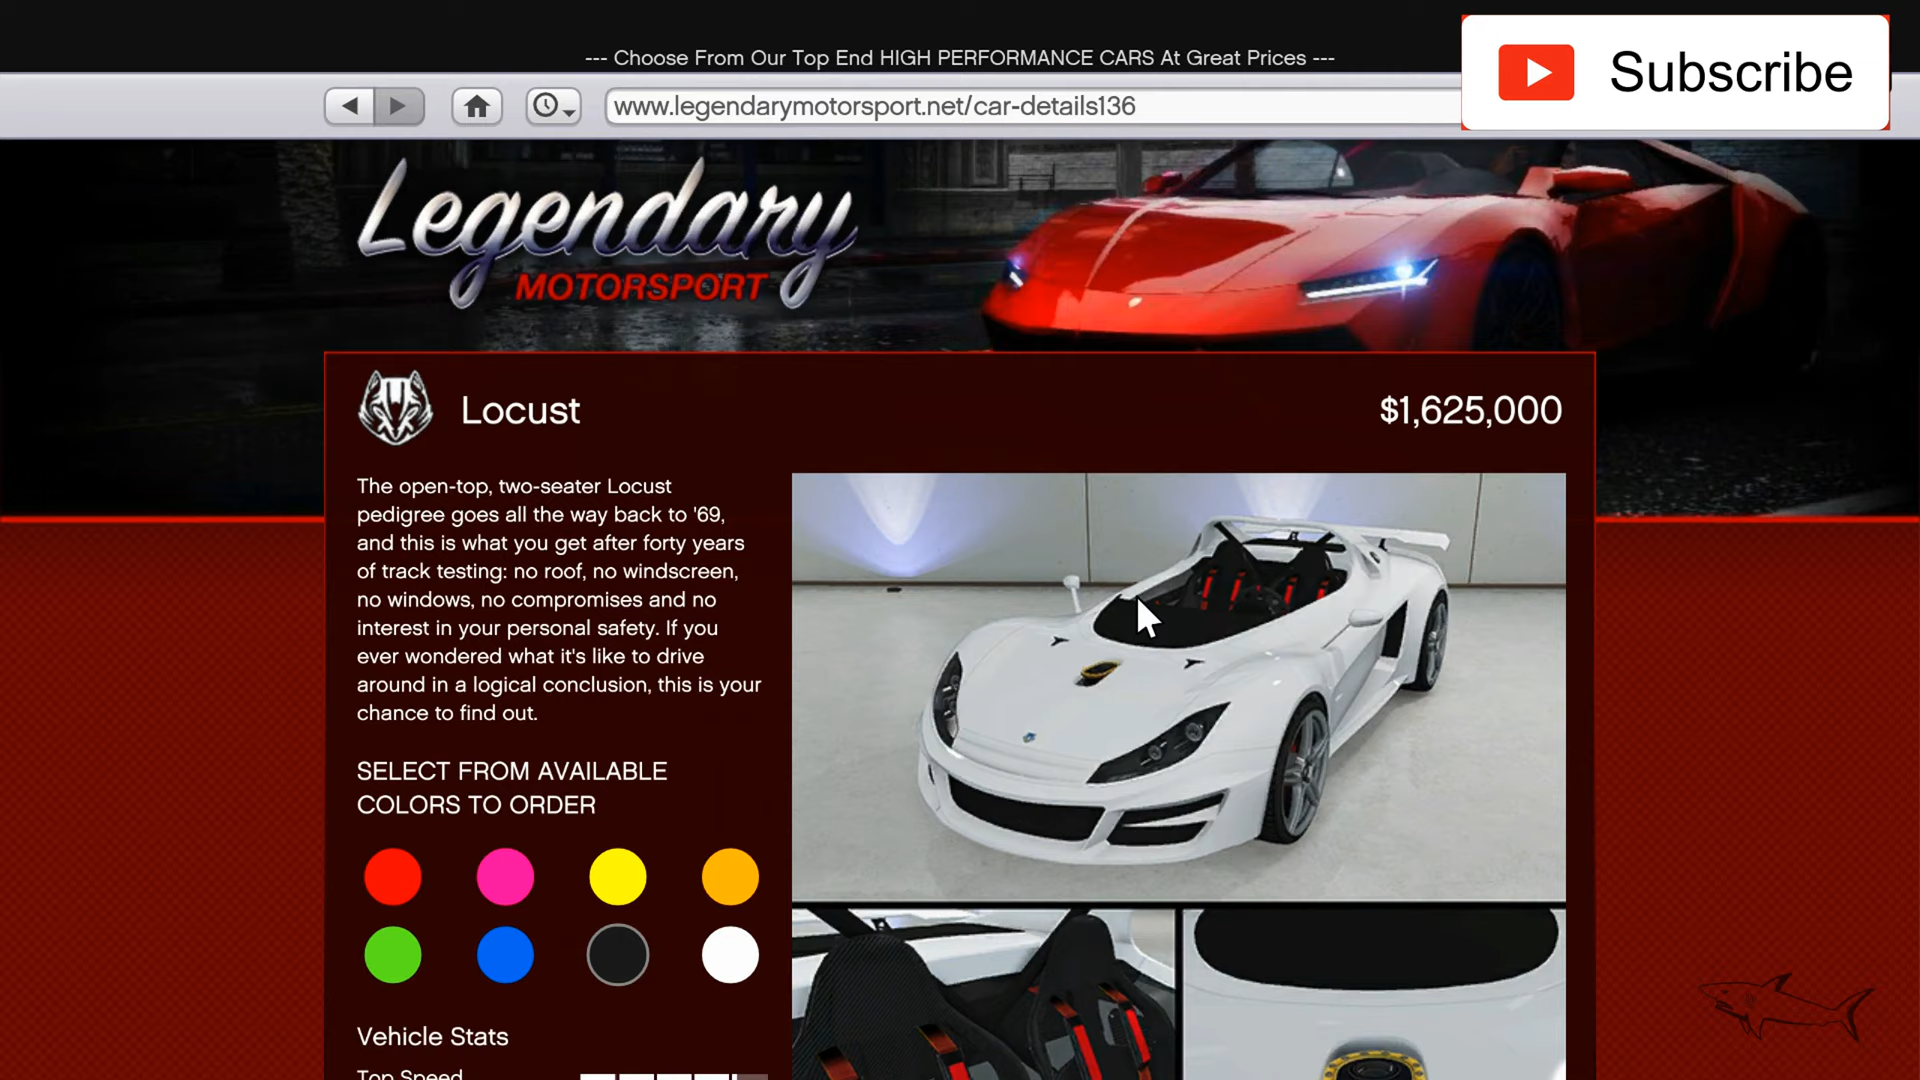 --- Choose From Our Top End HIGH PERFORMANCE CARS At Great Prices ---
Subscribe
www.legendarymotorsport.net/car-details136
Legendary
MOTORSPORT
Locust
$1,625,000
The open-top, two-seater Locust
pedigree goes all the way back to '69,
and this is what you get after forty years
of track testing: no roof, no windscreen,
no windows, no compromises and no
interest in your personal safety. If you
ever wondered what it's like to drive
around in a logical conclusion, this is your
chance to find out.
SELECT FROM AVAILABLE
COLORS TO ORDER
Vehicle Stats
Top Speed